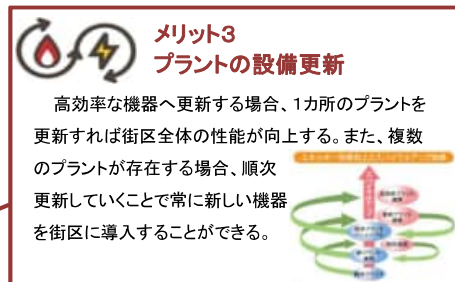 メリット3
プラントの設備更新
高効率な機器へ更新する場合、1カ所のプラントを
更新すれば街区全体の性能が向上する。また、複数
のプラントが存在する場合、順次
更新していくことで常に新しい機器
を街区に導入することができる。